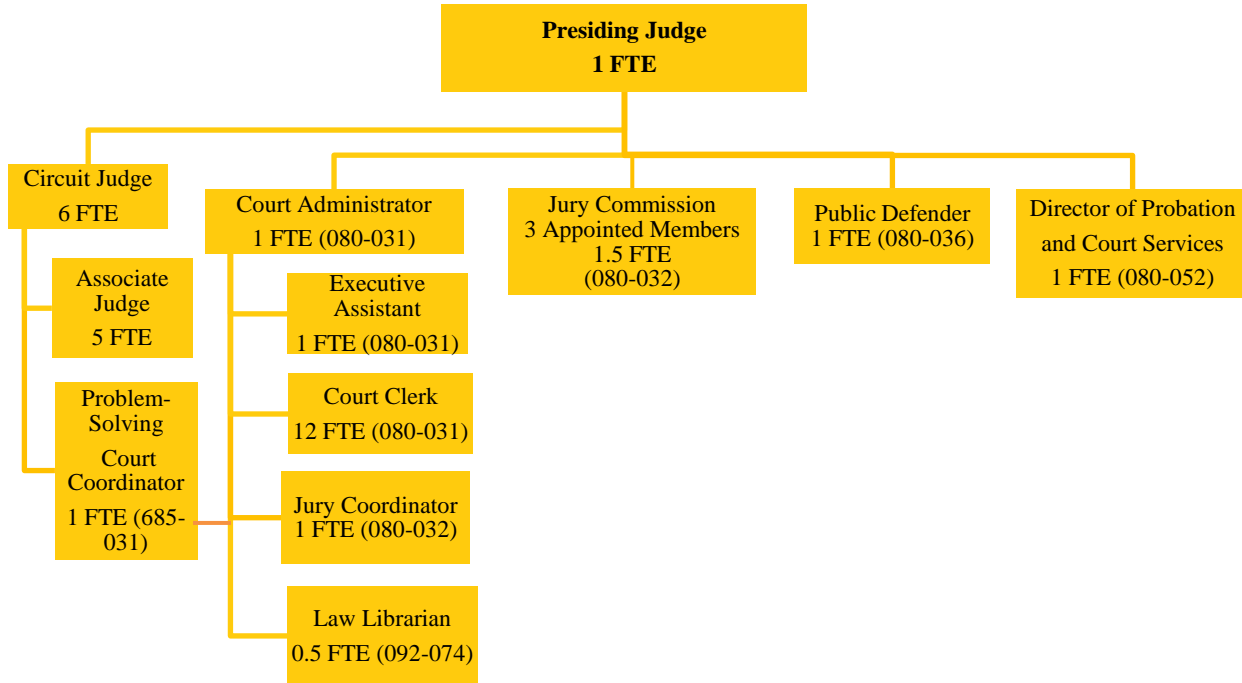 Presiding Judge
1 FTE
Circuit Judge
6 FTE
Court Administrator
1 FTE (080-031)
Jury Commission
3 Appointed Members
1.5 FTE
(080-032)
Public Defender
1 FTE (080-036)
Director of Probation
and Court Services
1 FTE (080-052)
Associate
Judge
5 FTE
Problem-
Solving
Court
Coordinator
1 FTE (685-
031)
Executive
Assistant
1 FTE (080-031)
Court Clerk
12 FTE (080-031)
Jury Coordinator
1 FTE (080-032)
Law Librarian
0.5 FTE (092-074)